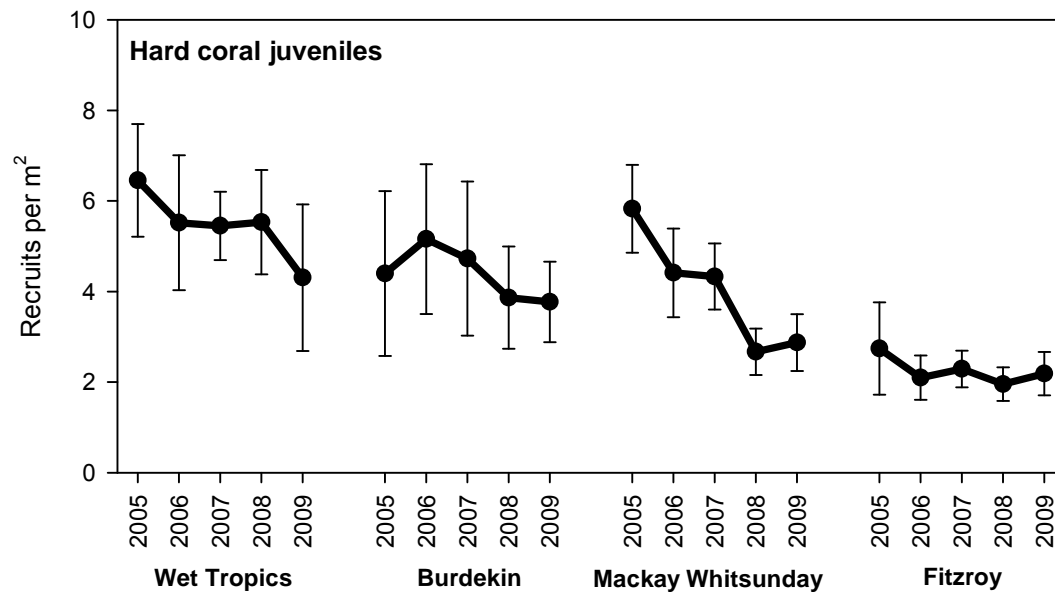 Hard coral juveniles
Recruits per m²
10
8
6
4
2
0
2005 2006 2007 2008 2009 2005 2006 2007 2008 2009 2005 2006 2007 2008 2009 2005 2006 2007 2008 2009
Wet Tropics Burdekin Mackay Whitsunday Fitzroy